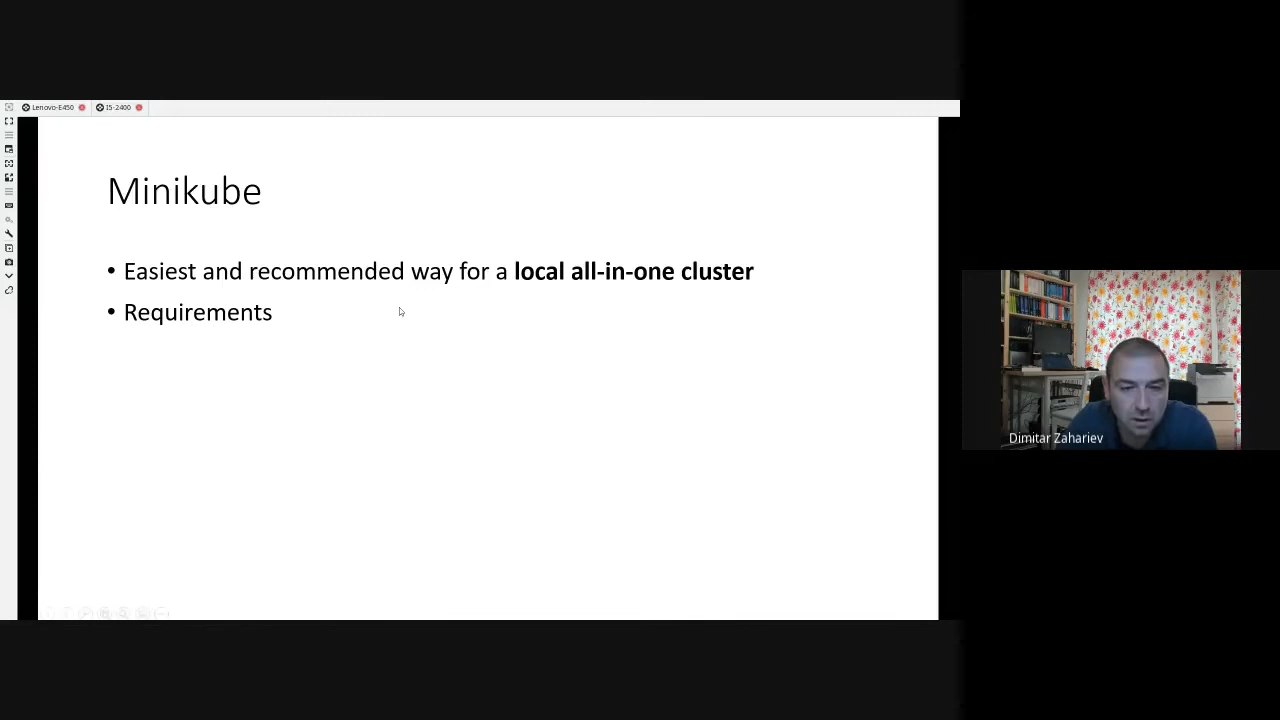 Lenovo-E450
I5-2400
Minikube
• Easiest and recommended way for a local all-in-one cluster
• Requirements
Dimitar Zahariev